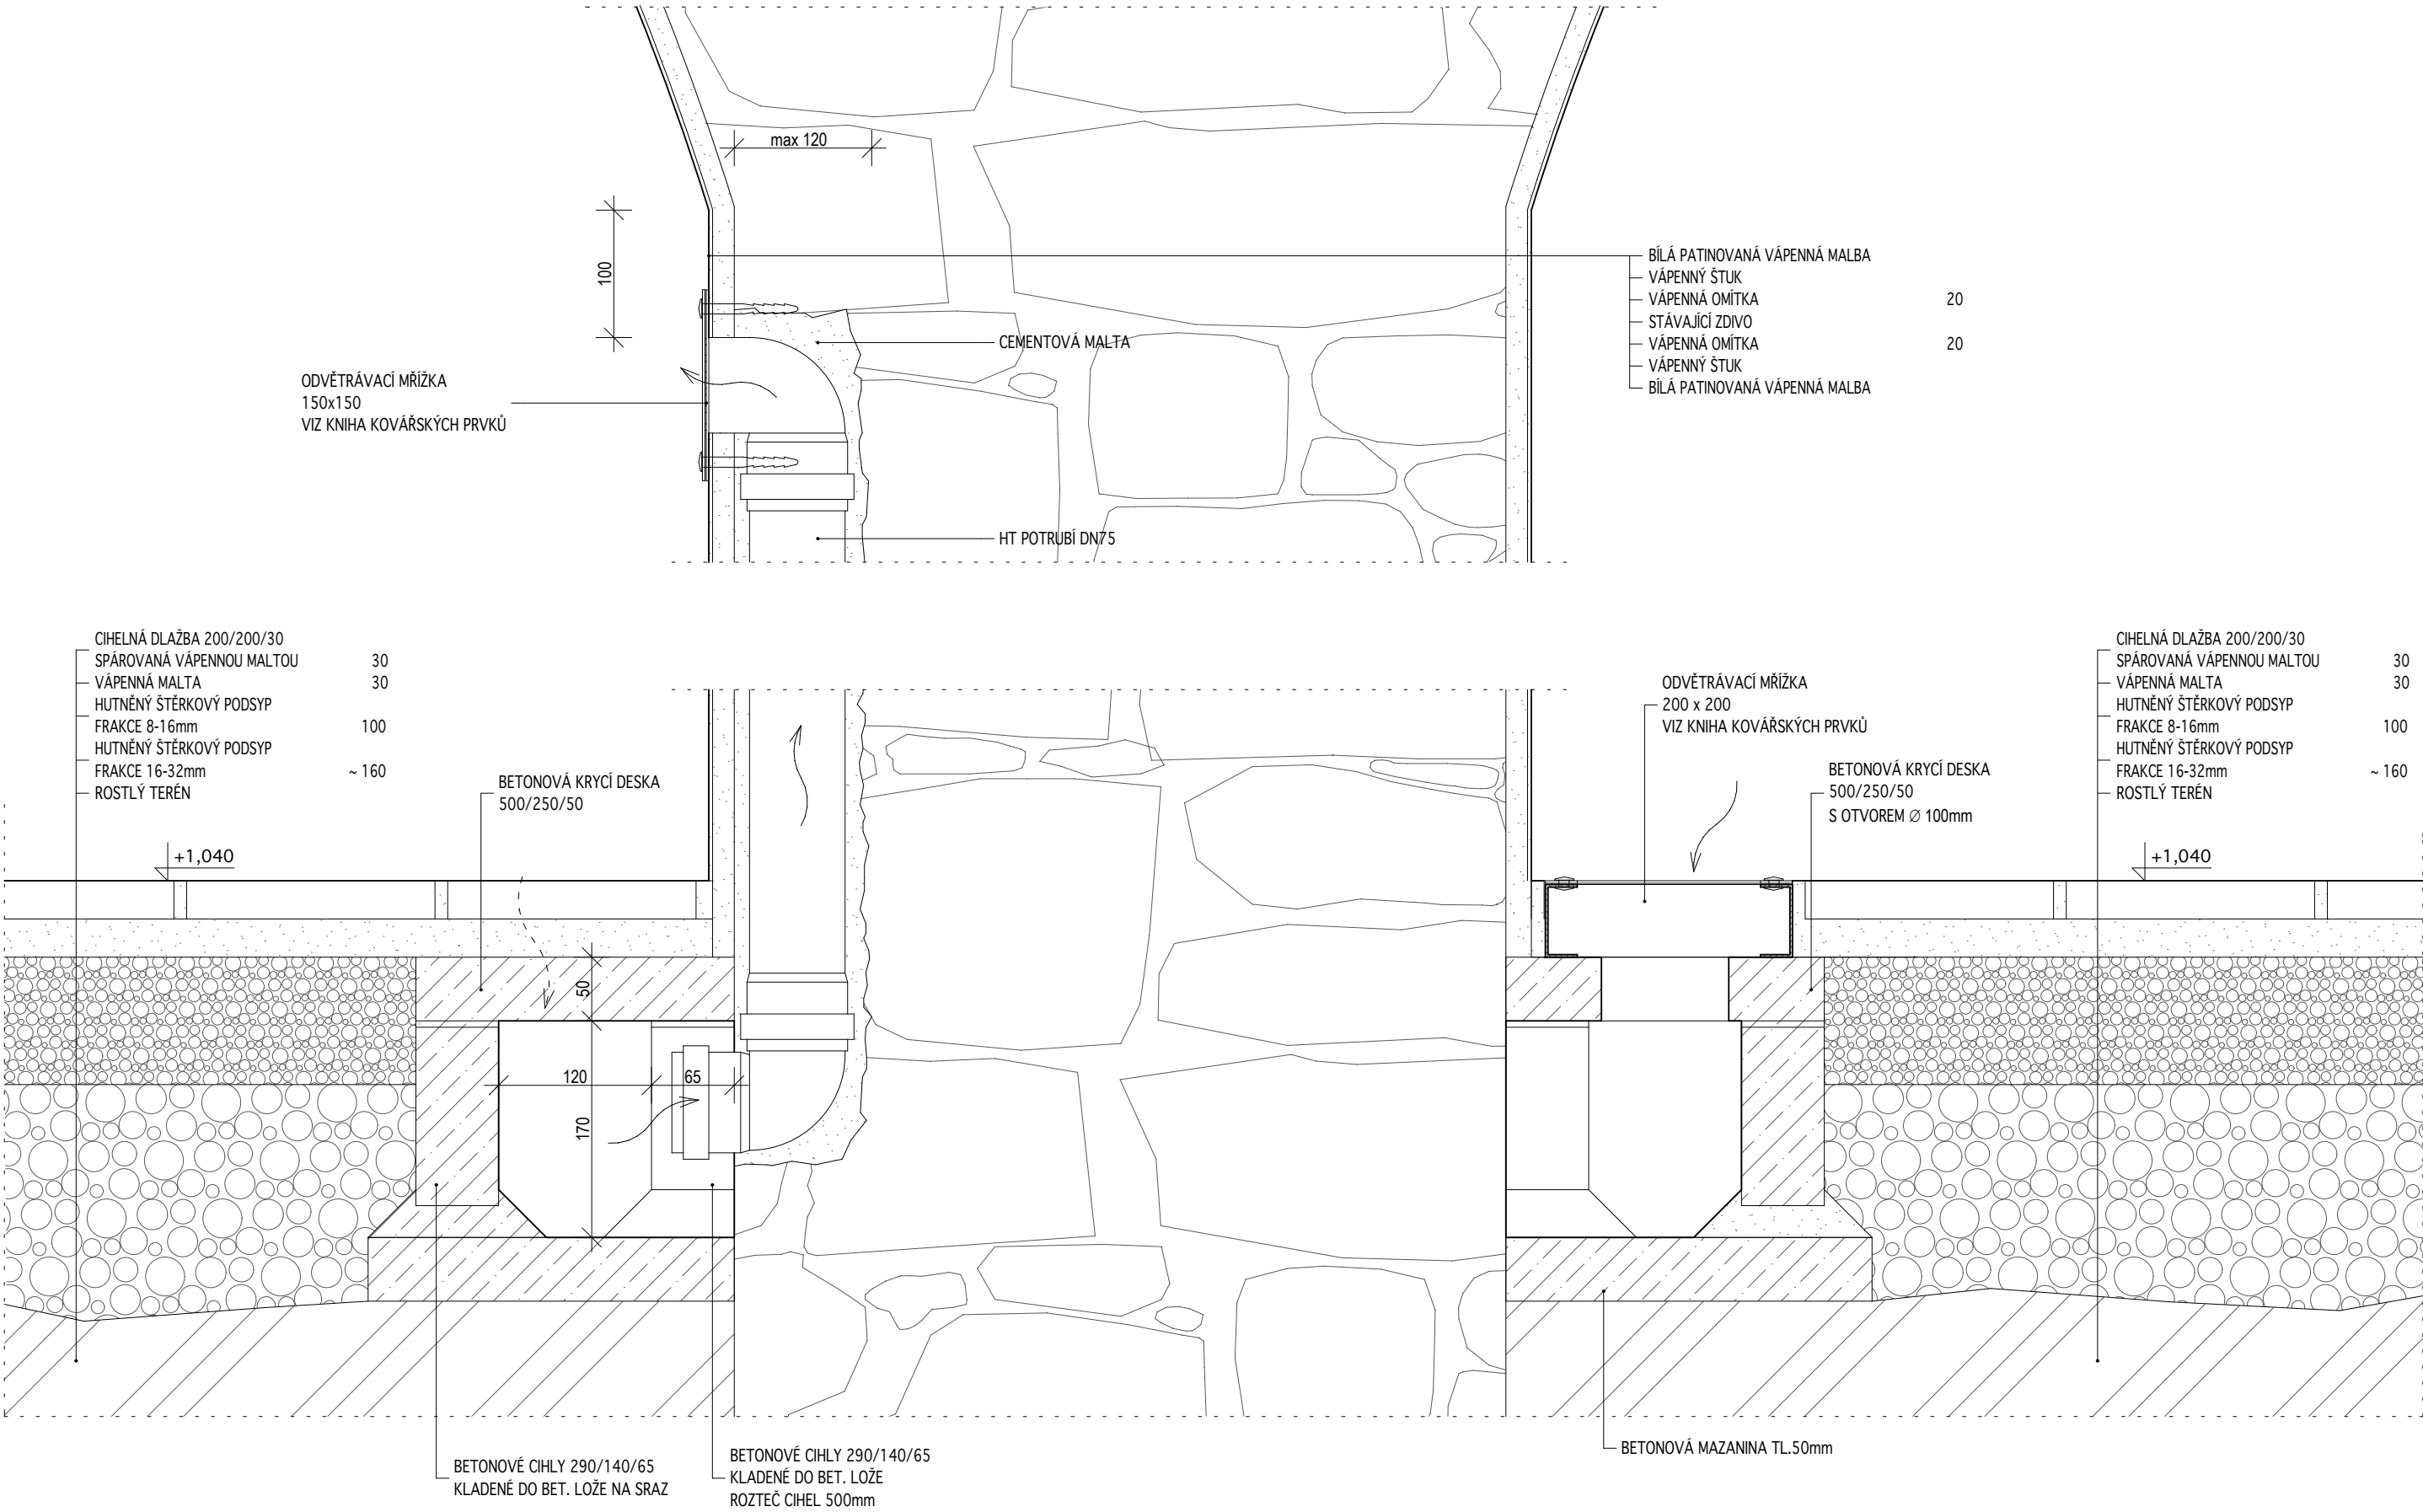 max 120
100
BÍLÁ PATINOVANÁ VÁPENNÁ MALBA
VÁPENNÝ ŠTUK
VÁPENNÁ OMÍTKA 20
STÁVAJÍCÍ ZDIVO
VÁPENNÁ OMÍTKA 20
VÁPENNÝ ŠTUK
BÍLÁ PATINOVANÁ VÁPENNÁ MALBA
CEMENTOVÁ MALTA
ODVĚTRÁVACÍ MŘÍŽKA
150x150
VIZ KNIHA KOVÁŘSKÝCH PRVKŮ
HT POTRUBÍ DN75
CIHELNÁ DLAŽBA 200/200/30
SPÁROVANÁ VÁPENNOU MALTOU 30
VÁPENNÁ MALTA 30
HUTNĚNÝ ŠTĚRKOVÝ PODSYP
FRAKCE 8-16mm 100
HUTNĚNÝ ŠTĚRKOVÝ PODSYP
FRAKCE 16-32mm ~ 160
ROSTLÝ TERÉN
BETONOVÁ KRYCÍ DESKA
500/250/50
+1,040
ODVĚTRÁVACÍ MŘÍŽKA
200 x 200
VIZ KNIHA KOVÁŘSKÝCH PRVKŮ
BETONOVÁ KRYCÍ DESKA
500/250/50
S OTVOREM ∅ 100mm
CIHELNÁ DLAŽBA 200/200/30
SPÁROVANÁ VÁPENNOU MALTOU 30
VÁPENNÁ MALTA 30
HUTNĚNÝ ŠTĚRKOVÝ PODSYP
FRAKCE 8-16mm 100
HUTNĚNÝ ŠTĚRKOVÝ PODSYP
FRAKCE 16-32mm ~ 160
ROSTLÝ TERÉN
+1,040
50
120
65
170
BETONOVÉ CIHLY 290/140/65
KLADENÉ DO BET. LOŽE NA SRAZ
BETONOVÉ CIHLY 290/140/65
KLADENÉ DO BET. LOŽE
ROZTEČ CIHEL 500mm
BETONOVÁ MAZANINA TL.50mm